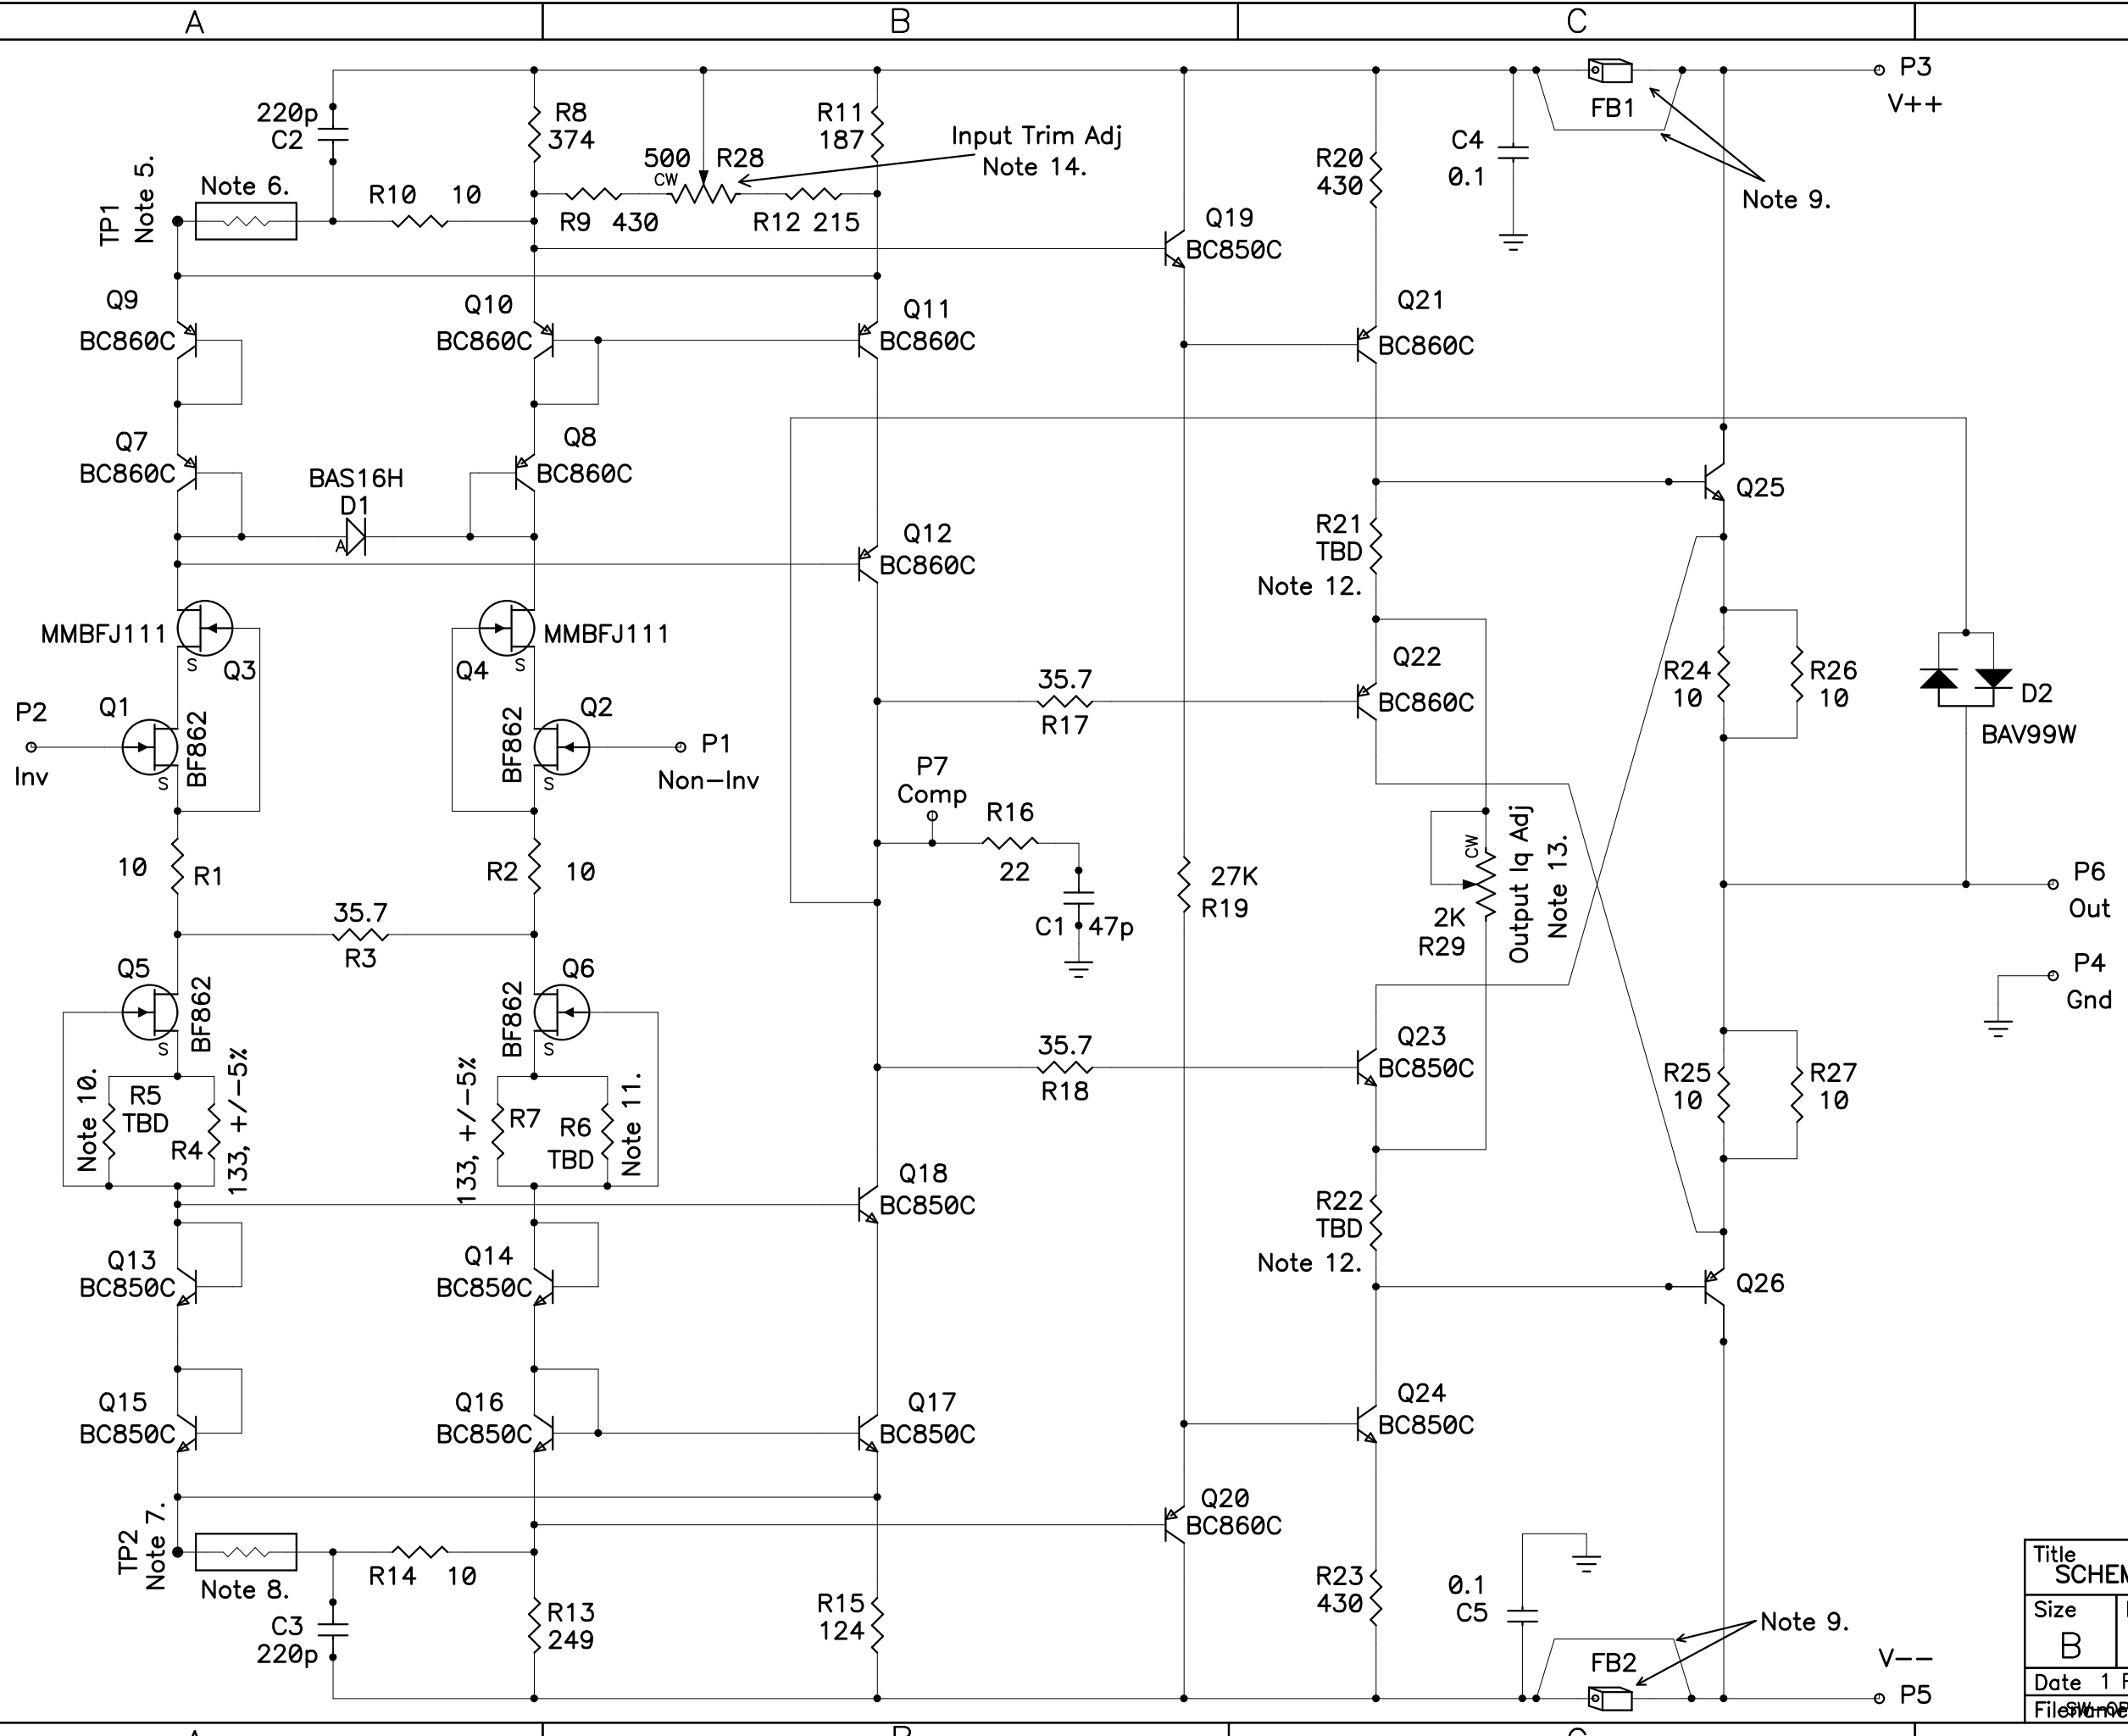 A
B
C
220p
C2
R8
374
R11
187
Input Trim Adj
Note 14.
500
CW
R28
TP1
Note 5.
Note 6.
R10 10
R9 430
R12 215
C4
0.1
FB1
P3
V++
Note 9.
R20
430
Q19
BC850C
Q9
BC860C
Q10
BC860C
Q11
BC860C
Q21
BC860C
Q7
BC860C
BAS16H
D1
A
Q8
BC860C
Q12
BC860C
R21
TBD
Note 12.
Q25
MMBFJ111
S
Q3
Q4
S
MMBFJ111
P2
Inv
Q1
BF862
S
Q2
BF862
S
P1
Non-Inv
35.7
R17
Q22
BC860C
R24
10
R26
10
D2
BAV99W
P7
Comp
R16
22
C1
47p
27K
R19
CW
2K
R29
Output Iq Adj
Note 13.
P6
Out
P4
Gnd
10
R1
R2
10
35.7
R3
Q5
BF862
S
Q6
BF862
S
35.7
R18
Q23
BC850C
R25
10
R27
10
Note 10.
R5
TBD
R4
133, +/-5%
133, +/-5%
R7
R6
TBD
Note 11.
Q18
BC850C
R22
TBD
Note 12.
Q26
Q13
BC850C
Q14
BC850C
Q15
BC850C
Q16
BC850C
Q17
BC850C
Q24
BC850C
Q20
BC860C
TP2
Note 7.
Note 8.
R14 10
C3
220p
R13
249
R15
124
R23
430
0.1
C5
FB2
Note 9.
V--
P5
Title
SCHEM
Size
B
Date 1 F